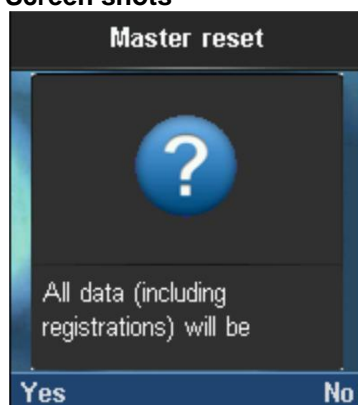 Screen shots
Master reset
?
All data (including
registrations) will be
Yes
No